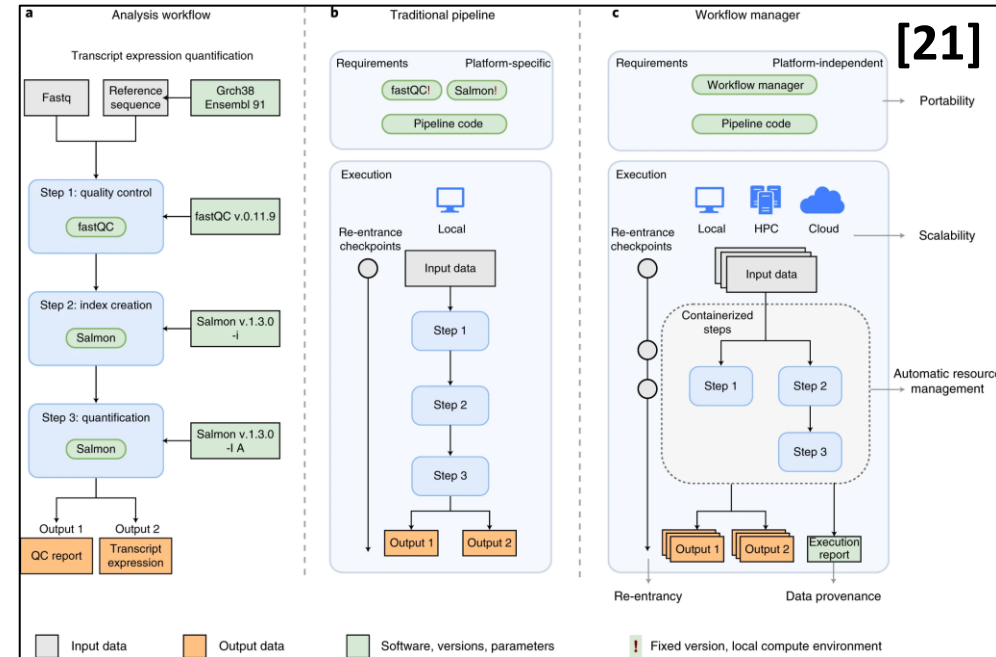 a
Analysis workflow
Transcript expression quantification
Fastq
Reference
sequence
Grch38
Ensembl 91
Step 1: quality control
fastQC
fastQC v.0.11.9
Step 2: index creation
Salmon
Salmon v.1.3.0
-i
Step 3: quantification
Salmon
Salmon v.1.3.0
-l A
Output 1
Output 2
QC report
Transcript
expression
b
Traditional pipeline
Requirements
Platform-specific
fastQC!
Salmon!
Pipeline code
Execution
Local
Re-entrance
checkpoints
Input data
Step 1
Step 2
Step 3
Output 1
Output 2
c
Workflow manager
[21]
Requirements
Platform-independent
Workflow manager
Pipeline code
Portability
Execution
Local
HPC
Cloud
Scalability
Re-entrance
checkpoints
Input data
Containerized
steps
Step 1
Step 2
Step 3
Automatic resource
management
Output 1
Output 2
Execution
report
Re-entrancy
Data provenance
Input data
Output data
Software, versions, parameters
! Fixed version, local compute environment